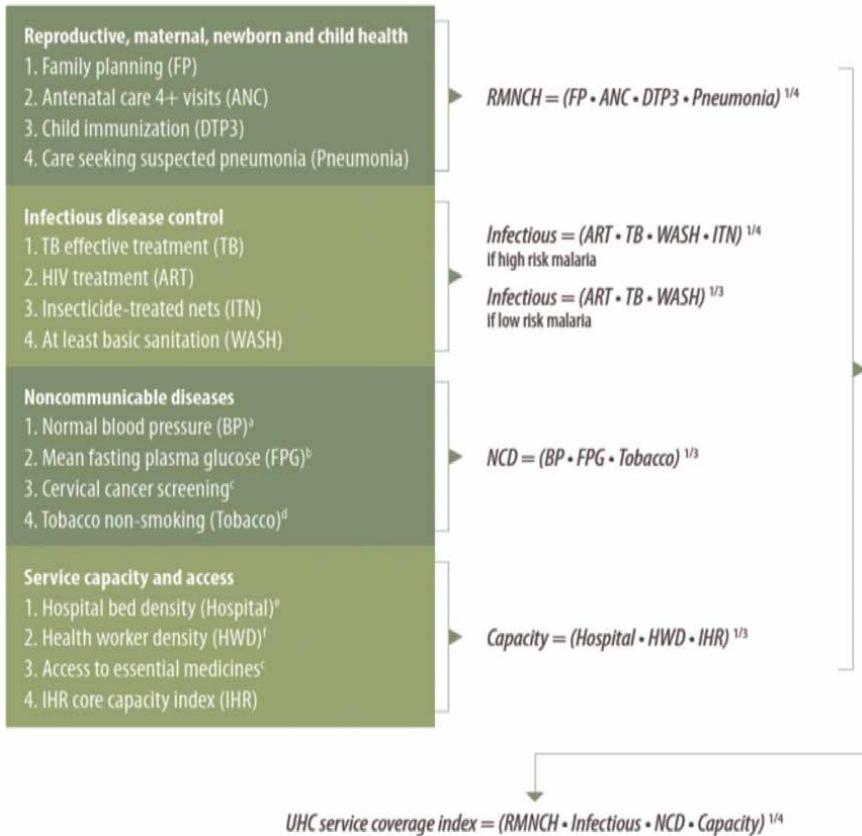 Reproductive, maternal, newborn and child health
1. Family planning (FP)
2. Antenatal care 4+ visits (ANC)
3. Child immunization (DTP3)
4. Care seeking suspected pneumonia (Pneumonia)
RMNCH = (FP • ANC • DTP3 • Pneumonia) 1/4
Infectious disease control
1. TB effective treatment (TB)
2. HIV treatment (ART)
3. Insecticide-treated nets (ITN)
4. At least basic sanitation (WASH)
Infectious = (ART • TB • WASH • ITN) 1/4
if high risk malaria
Infectious = (ART • TB • WASH) 1/3
if low risk malaria
Noncommunicable diseases
1. Normal blood pressure (BP)a
2. Mean fasting plasma glucose (FPG)b
3. Cervical cancer screeningc
4. Tobacco non-smoking (Tobacco)d
NCD = (BP • FPG • Tobacco) 1/3
Service capacity and access
1. Hospital bed density (Hospital)e
2. Health worker density (HWD)f
3. Access to essential medicinesc
4. IHR core capacity index (IHR)
Capacity = (Hospital • HWD • IHR) 1/3
UHC service coverage index = (RMNCH • Infectious • NCD • Capacity) 1/4